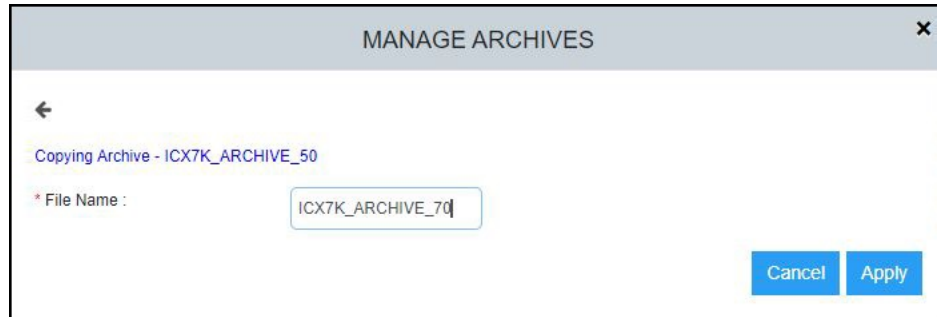 MANAGE ARCHIVES
Copying Archive - ICX7K_ARCHIVE_50
* File Name :
ICX7K_ARCHIVE_70
Cancel
Apply